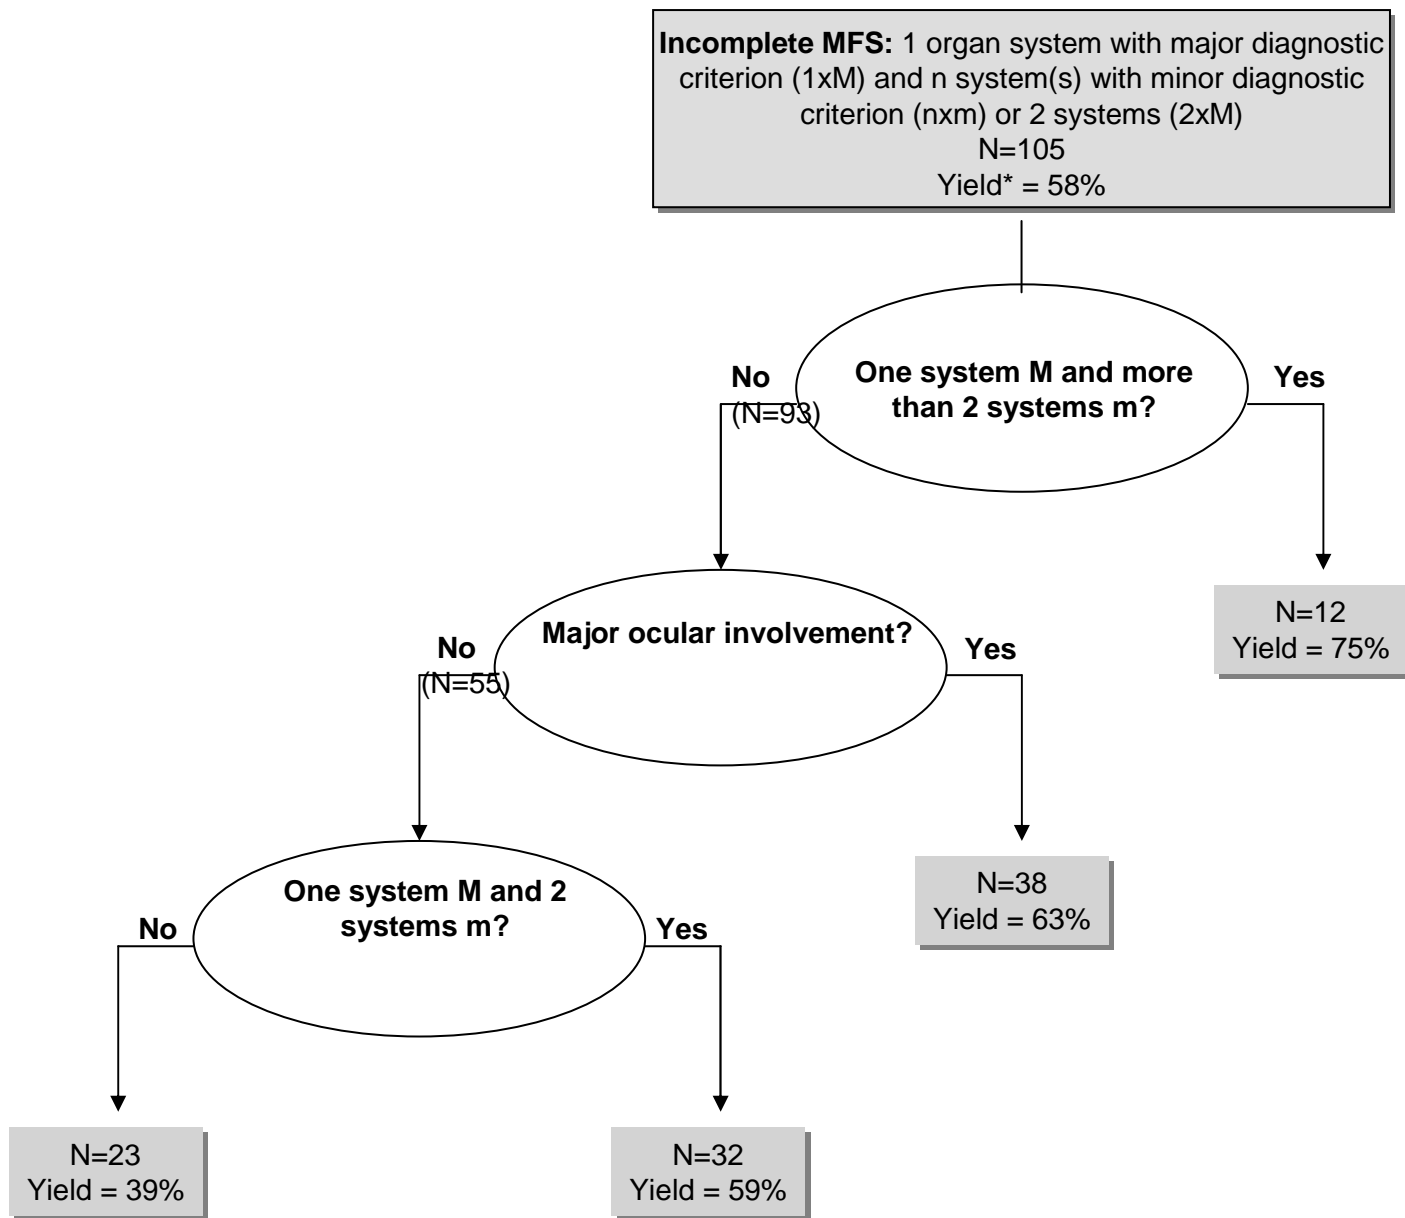 Incomplete MFS: 1 organ system with major diagnostic
criterion (1xM) and n system(s) with minor diagnostic
criterion (nxm) or 2 systems (2xM)
N=105
Yield* = 58%
One system M and more
than 2 systems m?
No
(N=93)
Yes
N=12
Yield = 75%
Major ocular involvement?
No
(N=55)
Yes
N=38
Yield = 63%
One system M and 2
systems m?
No
Yes
N=23
Yield = 39%
N=32
Yield = 59%